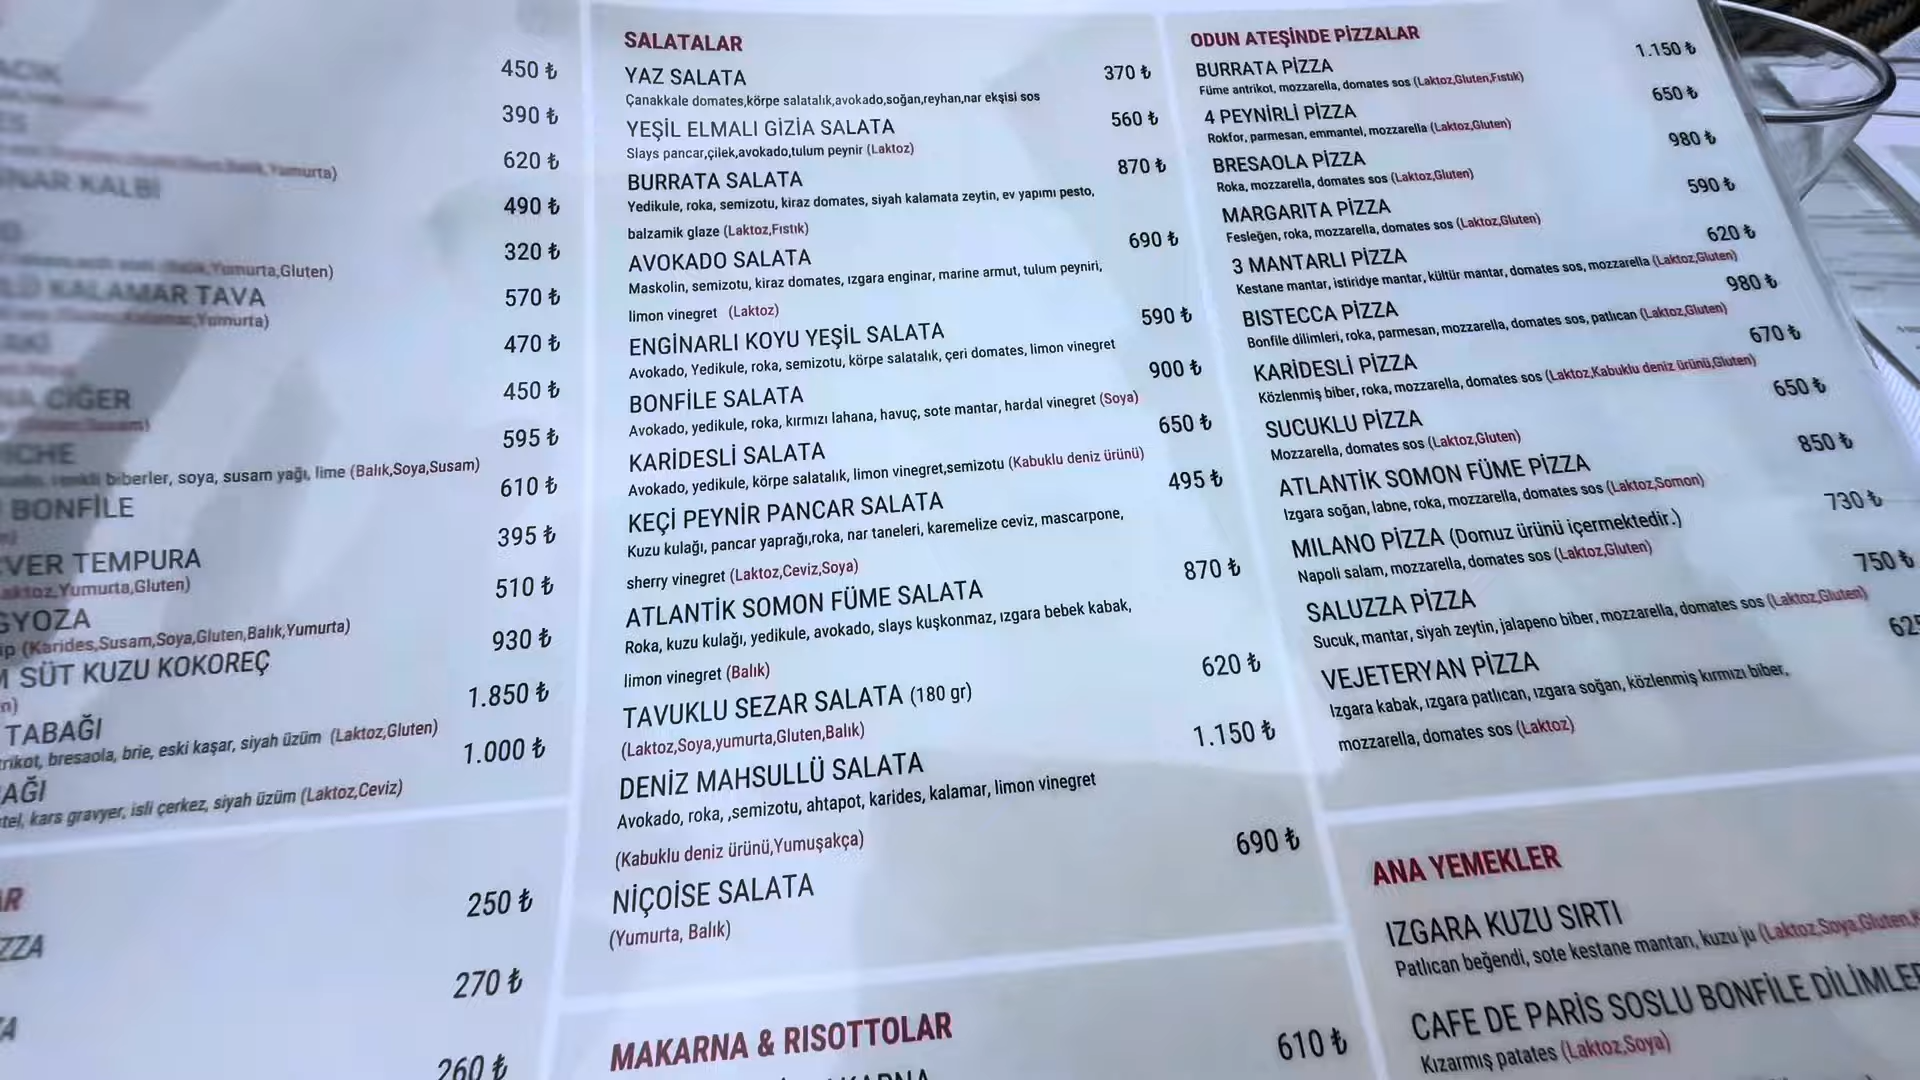 450 ₺
390 ₺
Yumurta)
620 ₺
NAR KALBİ
490 ₺
320 ₺
Yumurta,Gluten)
KALAMAR TAVA
570 ₺
Yumurta)
470 ₺
450 ₺
CİĞER
595 ₺
biberler, soya, susam yağı, lime (Balık,Soya,Susam)
BONFİLE
610 ₺
VER TEMPURA
395 ₺
Yumurta,Gluten)
GYOZA
510 ₺
ip (Karides,Susam,Soya,Gluten,Balık,Yumurta)
M SÜT KUZU KOKOREÇ
930 ₺
n)
TABAĞI
1.850 ₺
trikot, bresaola, brie, eski kaşar, siyah üzüm (Laktoz,Gluten)
AĞI
1.000 ₺
tel, kars gravyer, isli çerkez, siyah üzüm (Laktoz,Ceviz)
AR
250 ₺
ZZA
270 ₺
A
260 ₺
SALATALAR
YAZ SALATA 370 ₺
Çanakkale domates,körpe salatalık,avokado,soğan,reyhan,nar ekşisi sos
YEŞİL ELMALI GİZİA SALATA 560 ₺
Slays pancar,çilek,avokado,tulum peynir (Laktoz)
BURRATA SALATA 870 ₺
Yedikule, roka, semizotu, kiraz domates, siyah kalamata zeytin, ev yapımı pesto,
balzamik glaze (Laktoz,Fıstık)
AVOKADO SALATA 690 ₺
Maskolin, semizotu, kiraz domates, ızgara enginar, marine armut, tulum peyniri,
limon vinegret (Laktoz)
ENGİNARLI KOYU YEŞİL SALATA 590 ₺
Avokado, Yedikule, roka, semizotu, körpe salatalık, çeri domates, limon vinegret
BONFİLE SALATA 900 ₺
Avokado, yedikule, roka, kırmızı lahana, havuç, sote mantar, hardal vinegret (Soya)
KARİDESLİ SALATA 650 ₺
Avokado, yedikule, körpe salatalık, limon vinegret,semizotu (Kabuklu deniz ürünü)
KEÇİ PEYNİR PANCAR SALATA 495 ₺
Kuzu kulağı, pancar yaprağı,roka, nar taneleri, karemelize ceviz, mascarpone,
sherry vinegret (Laktoz,Ceviz,Soya)
ATLANTİK SOMON FÜME SALATA 870 ₺
Roka, kuzu kulağı, yedikule, avokado, slays kuşkonmaz, ızgara bebek kabak,
limon vinegret (Balık)
TAVUKLU SEZAR SALATA (180 gr) 620 ₺
(Laktoz,Soya,yumurta,Gluten,Balık)
DENİZ MAHSULLÜ SALATA 1.150 ₺
Avokado, roka, ,semizotu, ahtapot, karides, kalamar, limon vinegret
(Kabuklu deniz ürünü,Yumuşakça)
NİÇOİSE SALATA 690 ₺
(Yumurta, Balık)
MAKARNA & RISOTTOLAR
610 ₺
ODUN ATEŞİNDE PİZZALAR
BURRATA PİZZA 1.150 ₺
Füme antrikot, mozzarella, domates sos (Laktoz,Gluten,Fıstık)
4 PEYNİRLİ PİZZA 650 ₺
Rokfor, parmesan, emmantel, mozzarella (Laktoz,Gluten)
BRESAOLA PİZZA 980 ₺
Roka, mozzarella, domates sos (Laktoz,Gluten)
MARGARITA PİZZA 590 ₺
Fesleğen, roka, mozzarella, domates sos (Laktoz,Gluten)
3 MANTARLI PİZZA 620 ₺
Kestane mantar, istiridye mantar, kültür mantar, domates sos, mozzarella (Laktoz,Gluten)
BİSTECCA PİZZA 980 ₺
Bonfile dilimleri, roka, parmesan, mozzarella, domates sos, patlıcan (Laktoz,Gluten)
KARİDESLİ PİZZA 670 ₺
Közlenmiş biber, roka, mozzarella, domates sos (Laktoz,Kabuklu deniz ürünü,Gluten)
SUCUKLU PİZZA 650 ₺
Mozzarella, domates sos (Laktoz,Gluten)
ATLANTİK SOMON FÜME PİZZA 850 ₺
Izgara soğan, labne, roka, mozzarella, domates sos (Laktoz,Somon)
MİLANO PİZZA (Domuz ürünü içermektedir.) 730 ₺
Napoli salam, mozzarella, domates sos (Laktoz,Gluten)
SALUZZA PİZZA 750 ₺
Sucuk, mantar, siyah zeytin, jalapeno biber, mozzarella, domates sos (Laktoz,Gluten)
VEJETERYAN PİZZA 625
Izgara kabak, ızgara patlıcan, ızgara soğan, közlenmiş kırmızı biber,
mozzarella, domates sos (Laktoz)
ANA YEMEKLER
IZGARA KUZU SIRTI
Patlıcan beğendi, sote kestane mantarı, kuzu ju (Laktoz,Soya,Gluten,K
CAFE DE PARİS SOSLU BONFİLE DİLİMLER
Kızarmış patates (Laktoz,Soya)